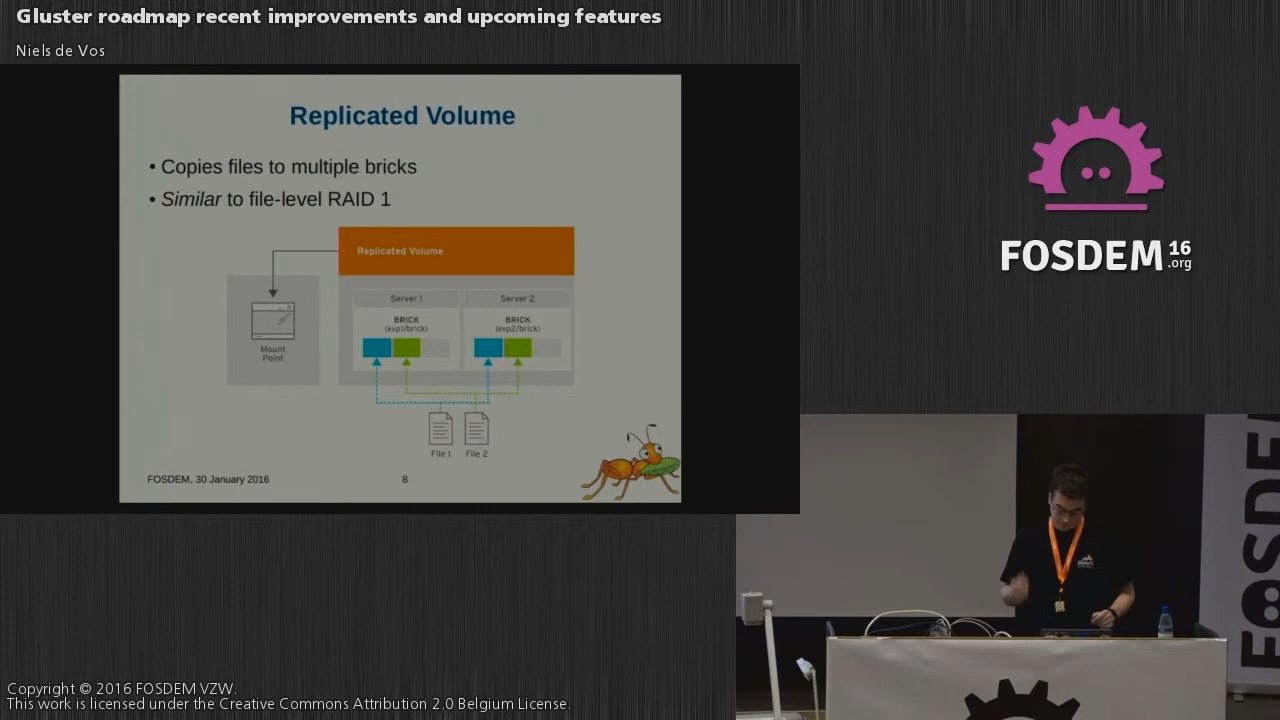 Gluster roadmap recent improvements and upcoming features
Niels de Vos
Replicated Volume
• Copies files to multiple bricks
• Similar to file-level RAID 1
Replicated Volume
Server 1
Server 2
BRICK
(exp1/brick)
BRICK
(exp2/brick)
Mount
Point
File 1
File 2
FOSDEM, 30 January 2016
8
FOSDEM 16
.org
FOSDEM
Copyright © 2016 FOSDEM VZW.
This work is licensed under the Creative Commons Attribution 2.0 Belgium License.